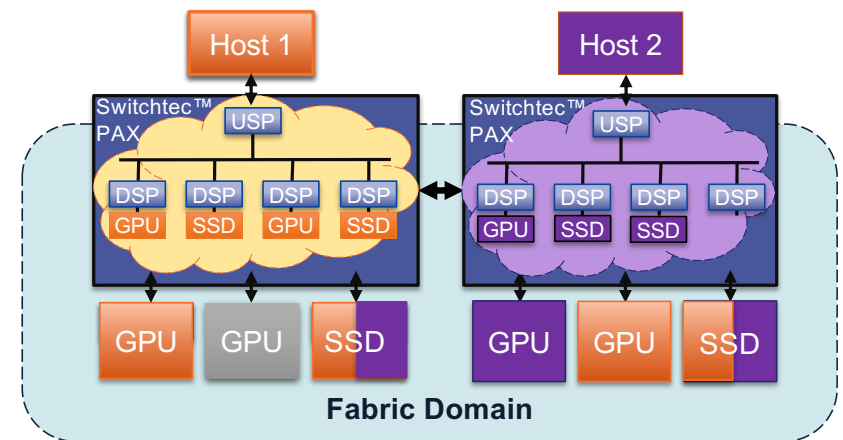 Host 1
Host 2
Switchtec™
PAX
USP
DSP DSP DSP DSP
GPU SSD GPU SSD
Switchtec™
PAX
USP
DSP DSP DSP DSP
GPU SSD SSD
GPU GPU SSD
GPU GPU SSD
Fabric Domain